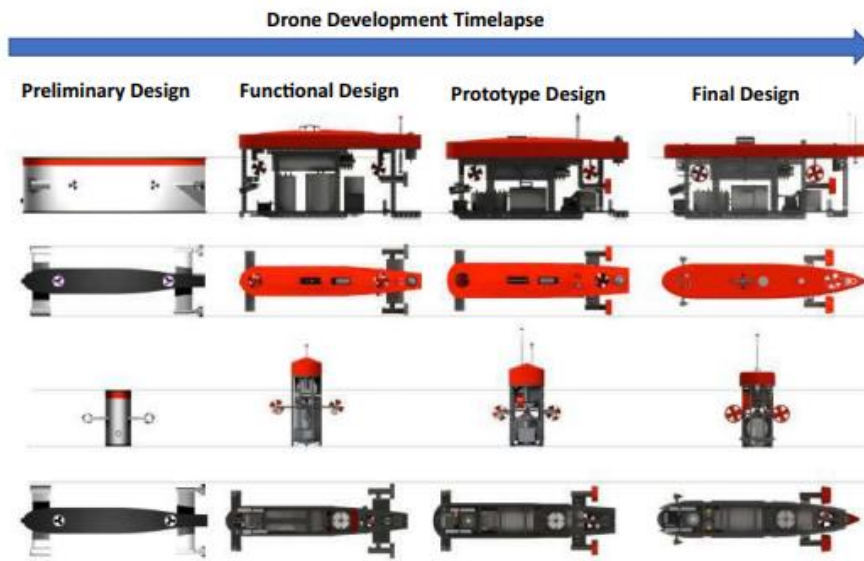 Drone Development Timelapse
Preliminary Design Functional Design Prototype Design Final Design